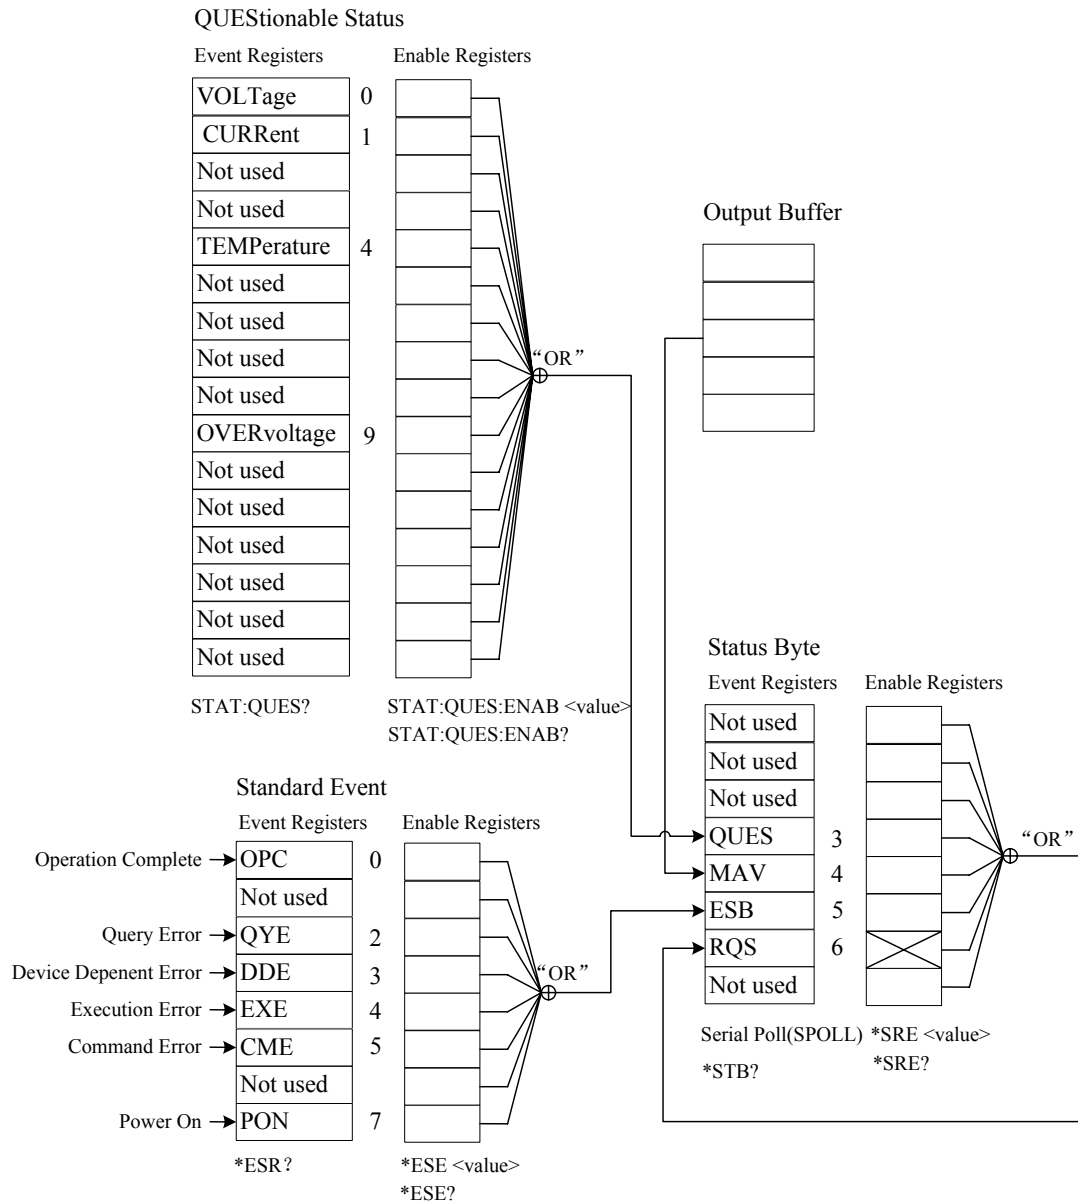 QUEStionable Status
Event Registers Enable Registers
VOLTage 0
CURRent 1
Not used
Not used
TEMPerature 4
Not used
Not used
Not used
Not used
OVERvoltage 9
Not used
Not used
Not used
Not used
Not used
Not used
“OR”
STAT:QUES? STAT:QUES:ENAB <value>
STAT:QUES:ENAB?
Output Buffer
Standard Event
Event Registers Enable Registers
Operation Complete OPC 0
Not used
Query Error QYE 2
Device Depenent Error DDE 3
Execution Error EXE 4
Command Error CME 5
Not used
Power On PON 7
“OR”
*ESR? *ESE <value>
*ESE?
Status Byte
Event Registers Enable Registers
Not used
Not used
Not used
QUES 3
MAV 4
ESB 5
RQS 6
Not used
“OR”
Serial Poll(SPOLL) *SRE <value>
*STB? *SRE?